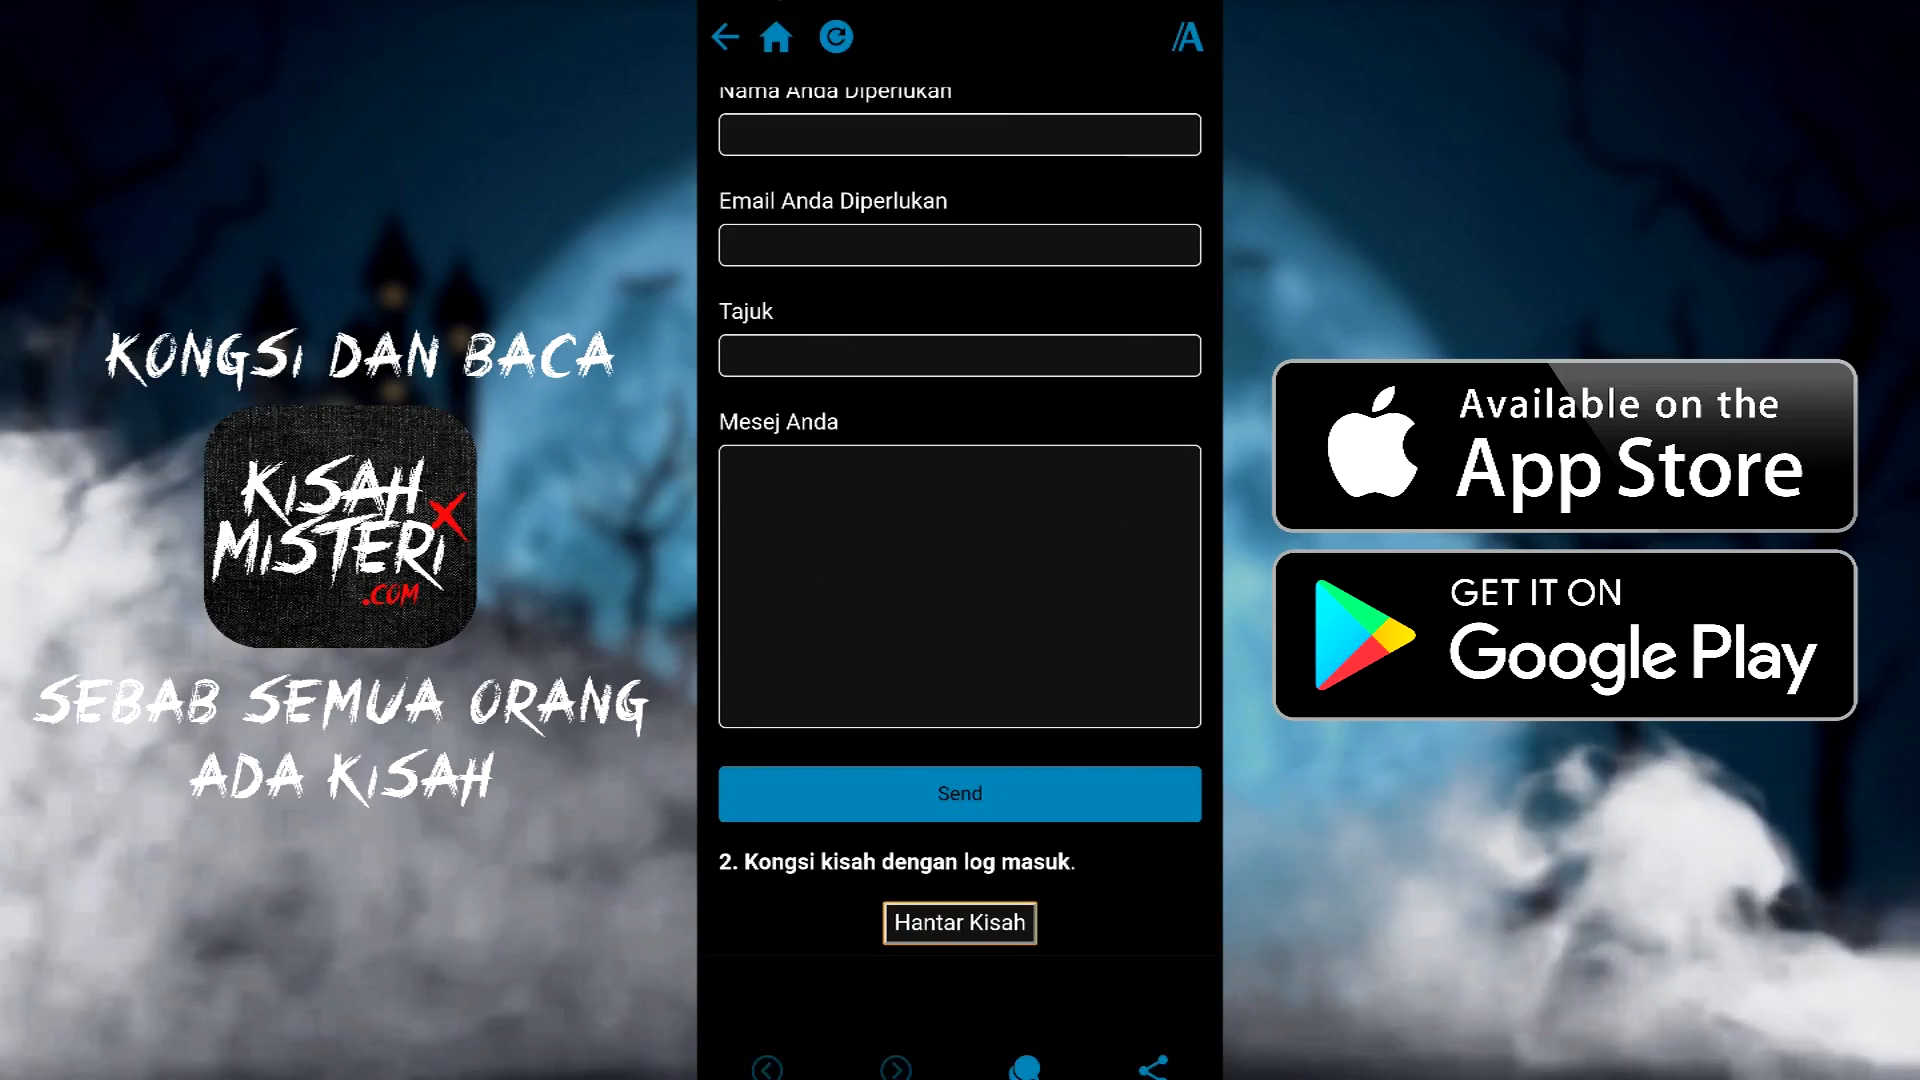 KONGSI DAN BACA
KISAH
MISTERI
.COM
SEBAB SEMUA ORANG
ADA KISAH
Nama Anda Diperlukan
Email Anda Diperlukan
Tajuk
Mesej Anda
Send
2. Kongsi kisah dengan log masuk.
Hantar Kisah
Available on the
App Store
GET IT ON
Google Play